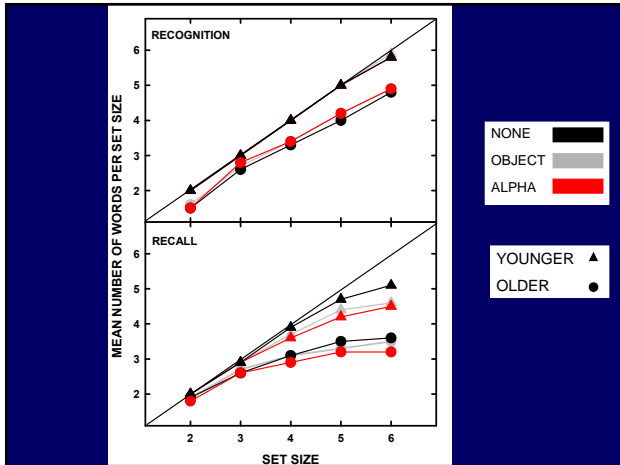 RECOGNITION
6
5
4
3
2
RECALL
6
5
4
3
2
2 3 4 5 6
SET SIZE
MEAN NUMBER OF WORDS PER SET SIZE
NONE
OBJECT
ALPHA
YOUNGER
OLDER